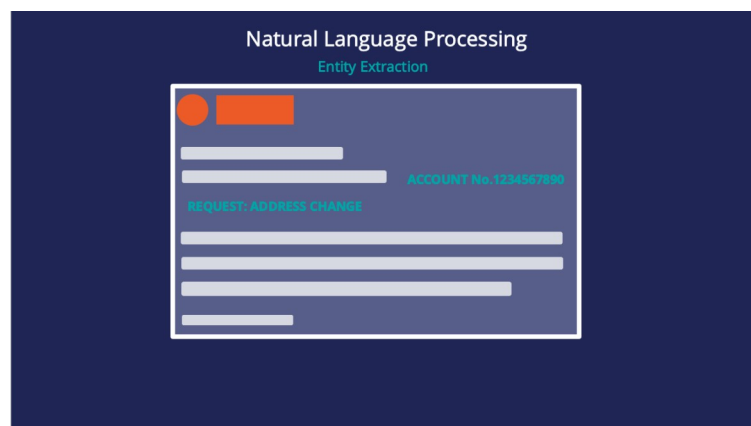 Natural Language Processing
Entity Extraction
ACCOUNT No.1234567890
REQUEST: ADDRESS CHANGE